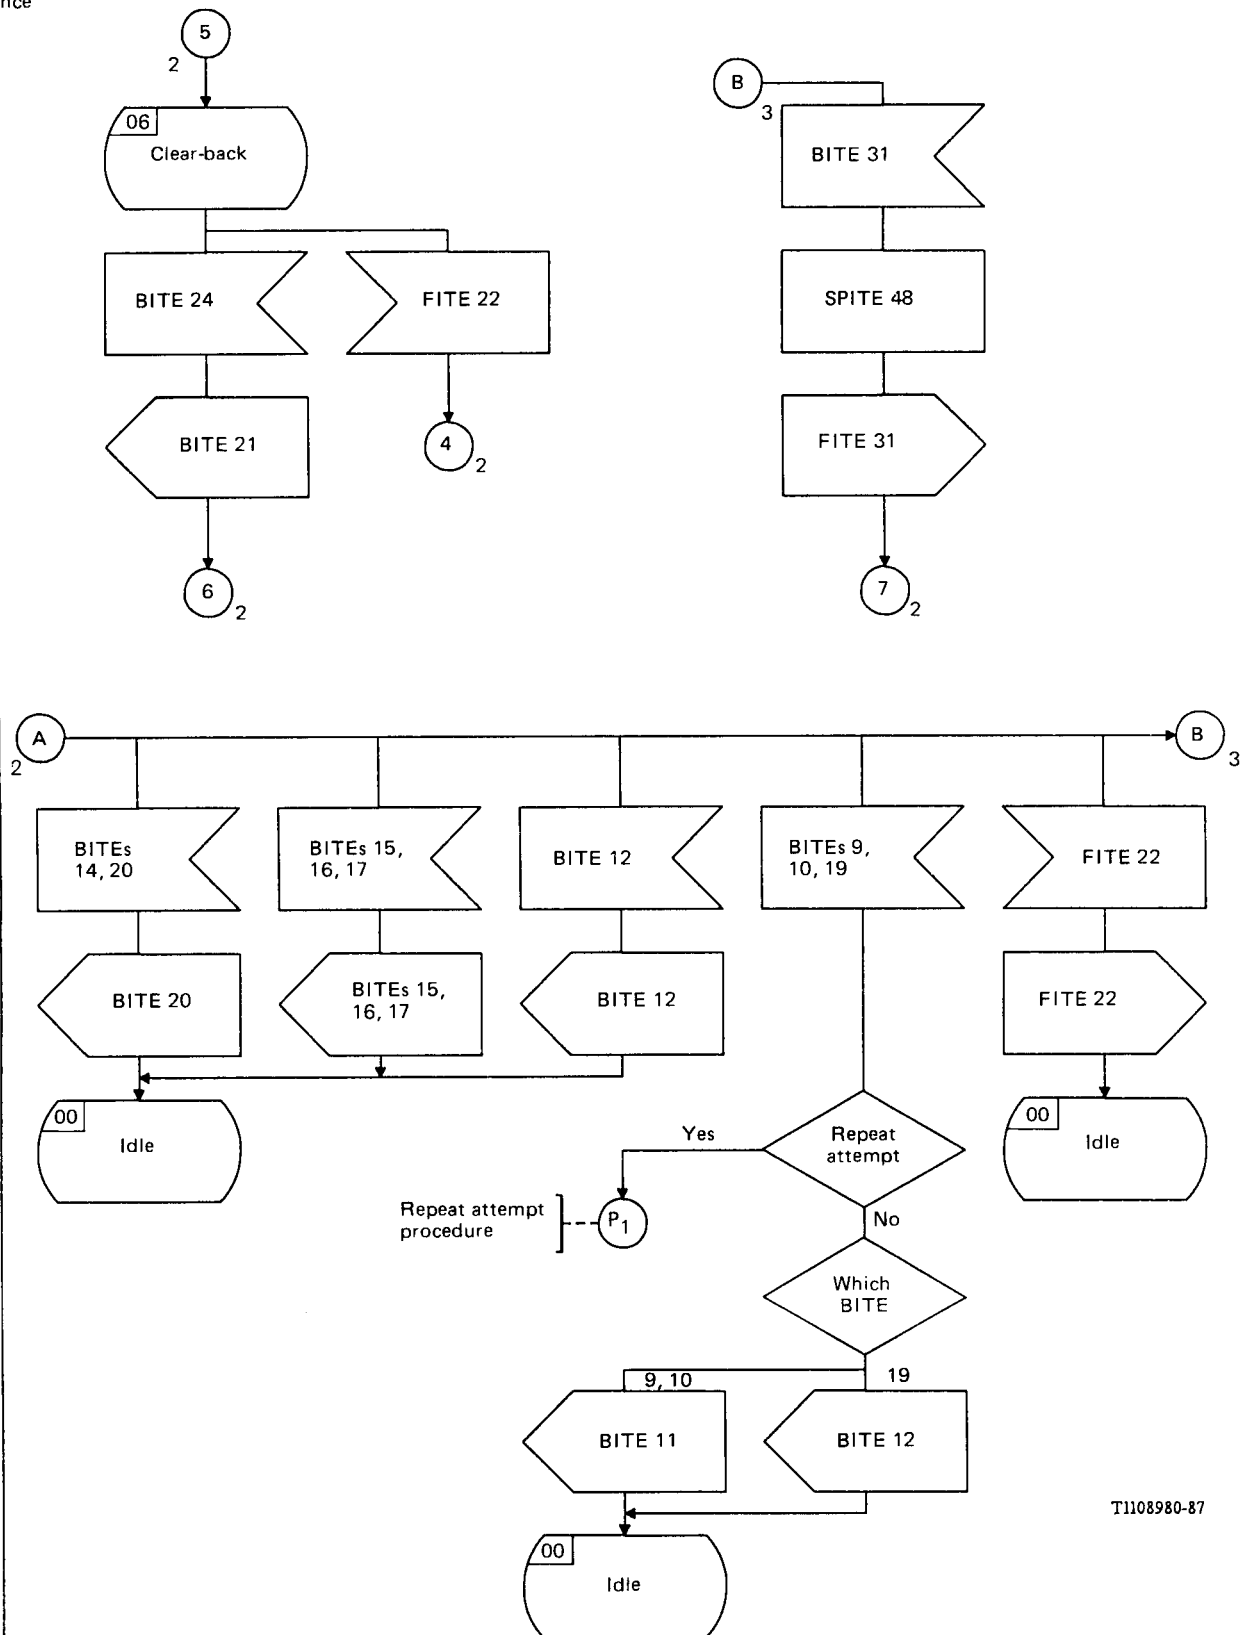 nce
5
2
06
Clear-back
BITE 24
FITE 22
BITE 21
4
2
6
2
B
3
BITE 31
SPITE 48
FITE 31
7
2
A
2
B
3
BITEs
14, 20
BITEs 15,
16, 17
BITE 12
BITEs 9,
10, 19
FITE 22
BITE 20
BITEs 15,
16, 17
BITE 12
FITE 22
00
Idle
00
Idle
Yes
Repeat
attempt
Repeat attempt
procedure
P1
No
Which
BITE
9, 10
19
BITE 11
BITE 12
T1108980-87
00
Idle